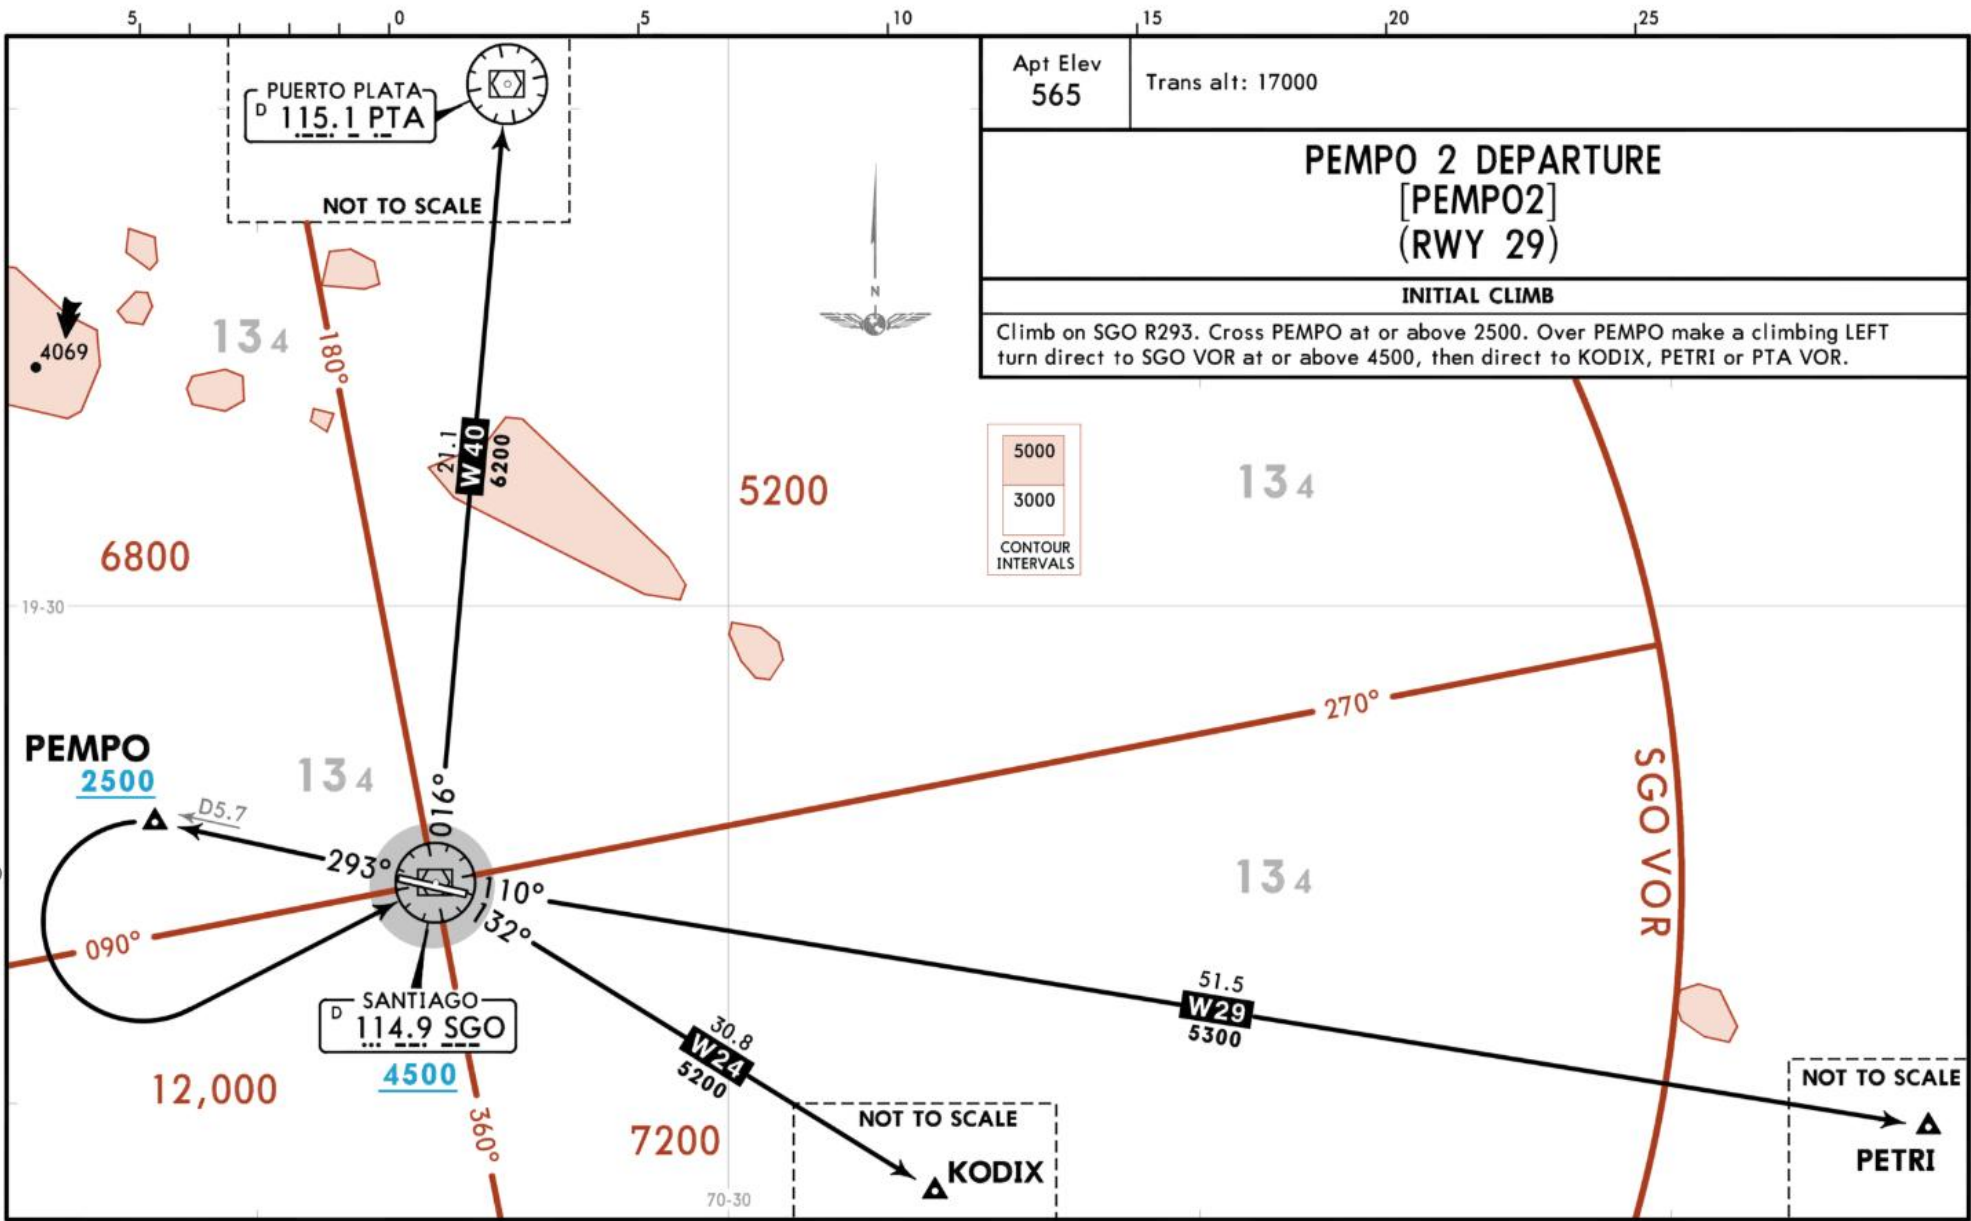 5 0 5 10 15 20 25
PUERTO PLATA
D 115.1 PTA
NOT TO SCALE
Apt Elev
565
Trans alt: 17000
PEMPO 2 DEPARTURE
[PEMPO2]
(RWY 29)
INITIAL CLIMB
Climb on SGO R293. Cross PEMPO at or above 2500. Over PEMPO make a climbing LEFT
turn direct to SGO VOR at or above 4500, then direct to KODIX, PETRI or PTA VOR.
N
4069
134
180°
21.1
W 40
6200
5200
5000
3000
CONTOUR
INTERVALS
134
6800
19-30
270°
PEMPO
2500
134
D5.7
016°
293°
110°
132°
134
SGO VOR
090°
SANTIAGO
D 114.9 SGO
4500
12,000
360°
30.8
W24
5200
51.5
W29
5300
7200
NOT TO SCALE
KODIX
NOT TO SCALE
PETRI
70-30